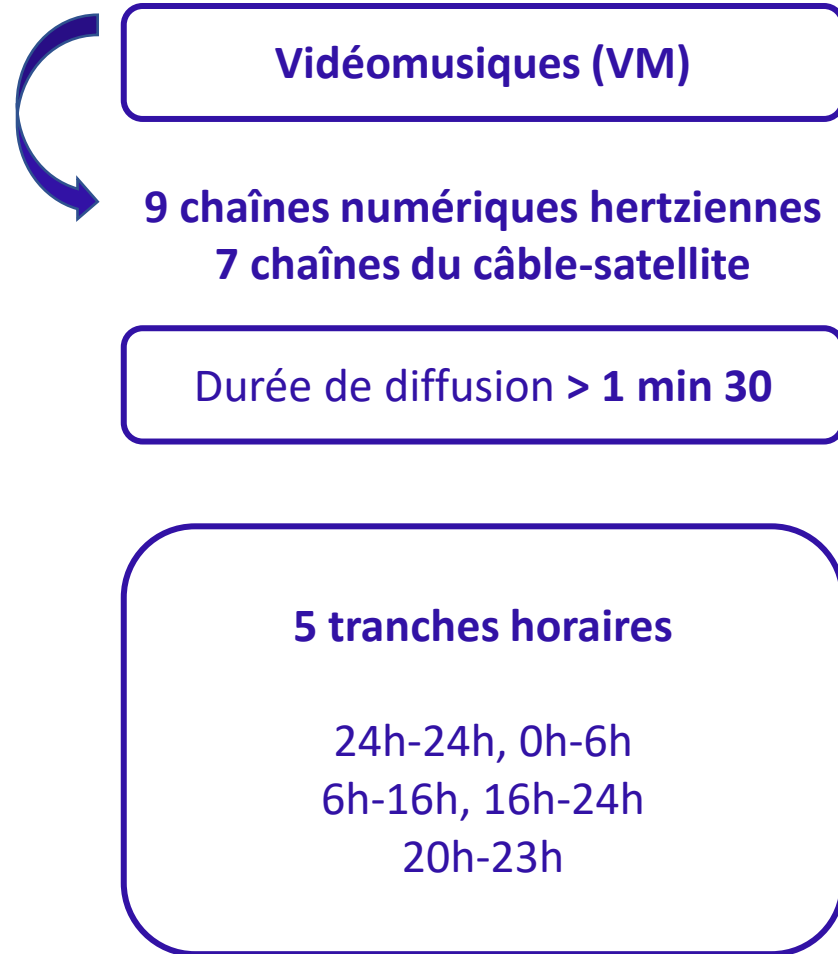 Vidéomusiques (VM)
9 chaînes numériques hertziennes
7 chaînes du câble-satellite
Durée de diffusion > 1 min 30
5 tranches horaires
24h-24h, 0h-6h
6h-16h, 16h-24h
20h-23h